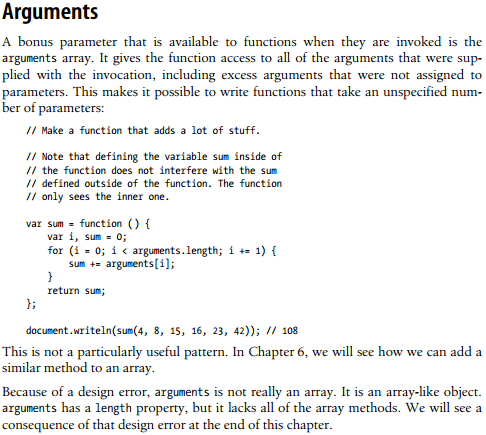 Arguments
A bonus parameter that is available to functions when they are invoked is the
arguments array. It gives the function access to all of the arguments that were sup-
plied with the invocation, including excess arguments that were not assigned to
parameters. This makes it possible to write functions that take an unspecified num-
ber of parameters:
// Make a function that adds a lot of stuff.
// Note that defining the variable sum inside of
// the function does not interfere with the sum
// defined outside of the function. The function
// only sees the inner one.
var sum = function () {
    var i, sum = 0;
    for (i = 0; i < arguments.length; i += 1) {
        sum += arguments[i];
    }
    return sum;
};
document.writeln(sum(4, 8, 15, 16, 23, 42)); // 108
This is not a particularly useful pattern. In Chapter 6, we will see how we can add a
similar method to an array.
Because of a design error, arguments is not really an array. It is an array-like object.
arguments has a length property, but it lacks all of the array methods. We will see a
consequence of that design error at the end of this chapter.